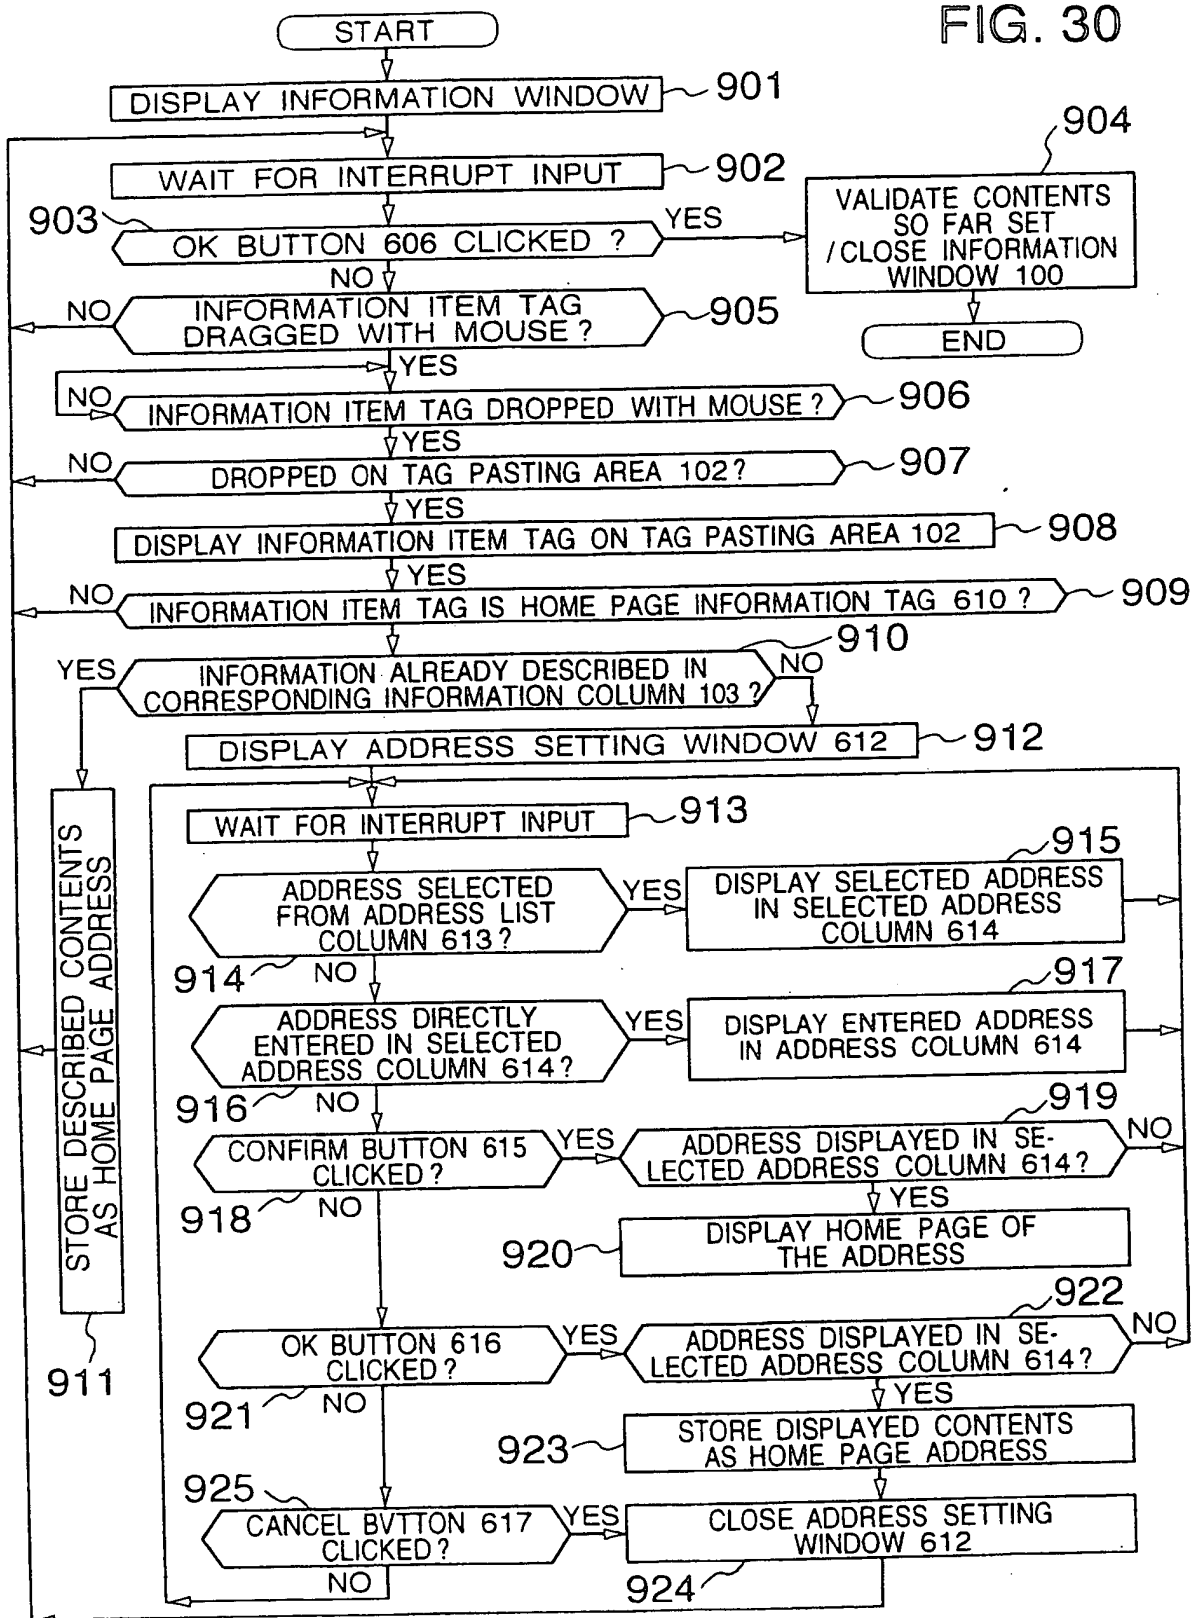 FIG. 30
START
DISPLAY INFORMATION WINDOW
901
WAIT FOR INTERRUPT INPUT
902
903
OK BUTTON 606 CLICKED ?
YES
904
VALIDATE CONTENTS
SO FAR SET
/CLOSE INFORMATION
WINDOW 100
END
NO
NO
INFORMATION ITEM TAG
DRAGGED WITH MOUSE ?
905
YES
NO
INFORMATION ITEM TAG DROPPED WITH MOUSE ?
906
YES
NO
DROPPED ON TAG PASTING AREA 102 ?
907
YES
DISPLAY INFORMATION ITEM TAG ON TAG PASTING AREA 102
908
YES
NO
INFORMATION ITEM TAG IS HOME PAGE INFORMATION TAG 610 ?
909
910
YES
INFORMATION ALREADY DESCRIBED IN
CORRESPONDING INFORMATION COLUMN 103 ?
NO
STORE DESCRIBED CONTENTS
AS HOME PAGE ADDRESS
911
DISPLAY ADDRESS SETTING WINDOW 612
912
WAIT FOR INTERRUPT INPUT
913
ADDRESS SELECTED
FROM ADDRESS LIST
COLUMN 613 ?
914
YES
915
DISPLAY SELECTED ADDRESS
IN SELECTED ADDRESS
COLUMN 614
NO
ADDRESS DIRECTLY
ENTERED IN SELECTED
ADDRESS COLUMN 614 ?
916
YES
917
DISPLAY ENTERED ADDRESS
IN ADDRESS COLUMN 614
NO
CONFIRM BUTTON 615
CLICKED ?
918
YES
919
ADDRESS DISPLAYED IN SE-
LECTED ADDRESS COLUMN 614 ?
NO
YES
920
DISPLAY HOME PAGE OF
THE ADDRESS
NO
OK BUTTON 616
CLICKED ?
921
YES
922
ADDRESS DISPLAYED IN SE-
LECTED ADDRESS COLUMN 614 ?
NO
YES
923
STORE DISPLAYED CONTENTS
AS HOME PAGE ADDRESS
NO
925
CANCEL BVTTON 617
CLICKED ?
YES
CLOSE ADDRESS SETTING
WINDOW 612
924
NO